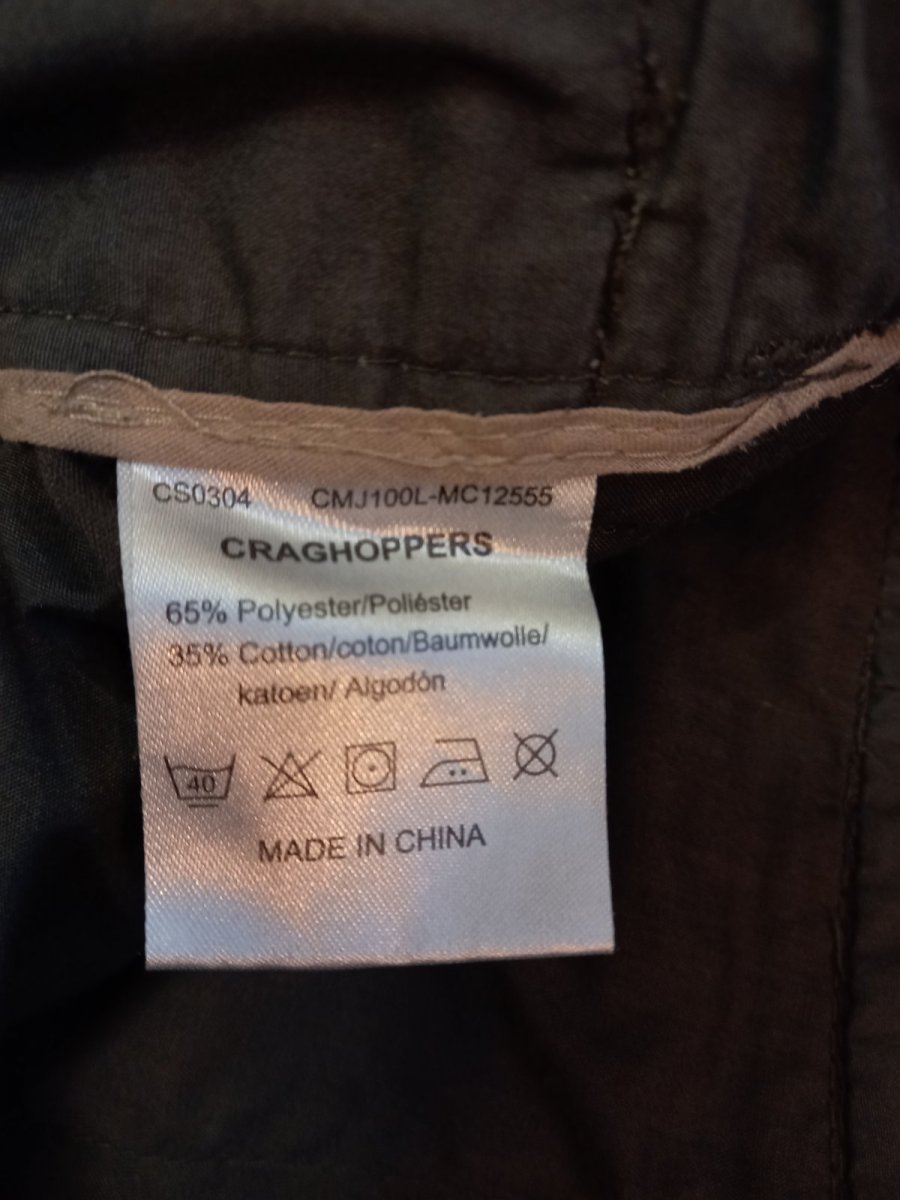 CS0304 CMJ100L-MC12555
CRAGHOPPERS
65% Polyester/Poliéster
35% Cotton/coton/Baumwolle/
katoen/ Algodón
40
MADE IN CHINA